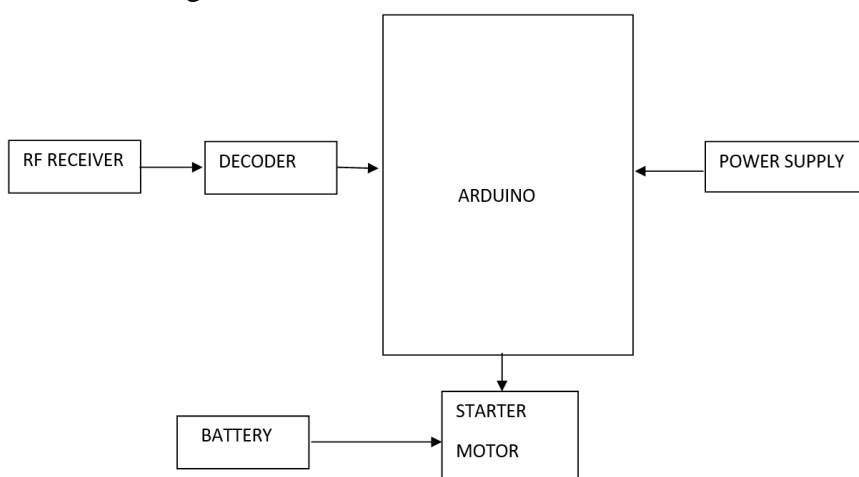 RF RECEIVER
DECODER
ARDUINO
POWER SUPPLY
BATTERY
STARTER
MOTOR